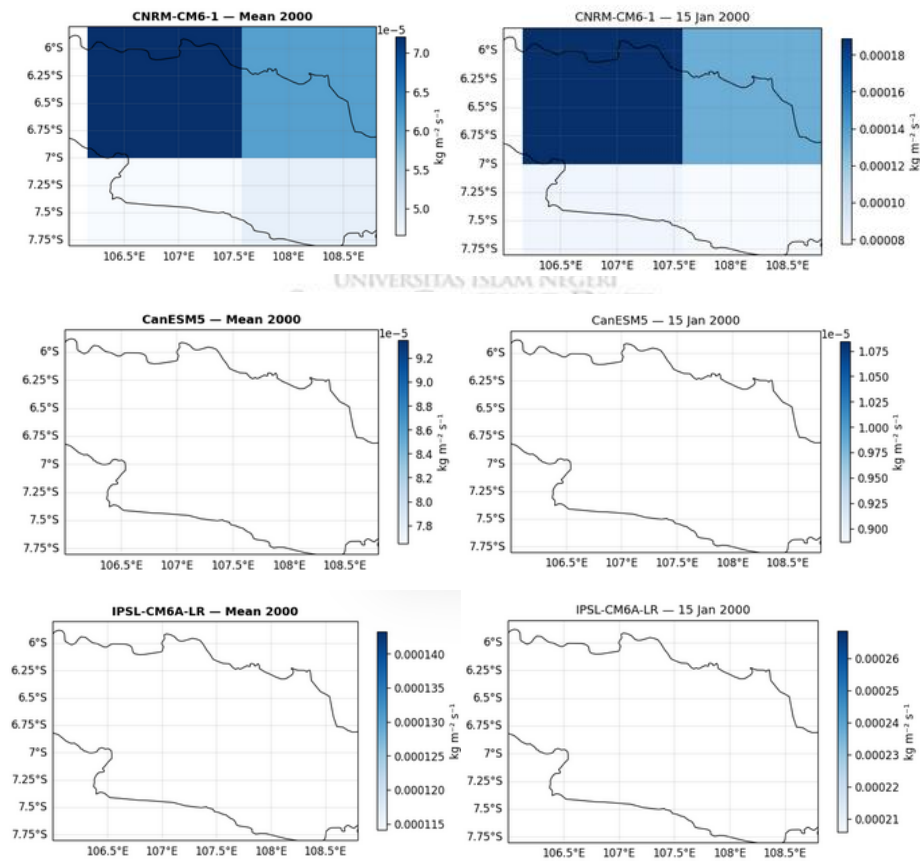 CNRM-CM6-1 — Mean 2000
1e−5
6°S
6.25°S
6.5°S
6.75°S
7°S
7.25°S
7.5°S
7.75°S
106.5°E 107°E 107.5°E 108°E 108.5°E
7.0
6.5
6.0
5.5
5.0
kg m⁻² s⁻¹
CNRM-CM6-1 — 15 Jan 2000
6°S
6.25°S
6.5°S
6.75°S
7°S
7.25°S
7.5°S
7.75°S
106.5°E 107°E 107.5°E 108°E 108.5°E
0.00018
0.00016
0.00014
0.00012
0.00010
0.00008
kg m⁻² s⁻¹
UNIVERSITAS ISLAM NEGERI
CanESM5 — Mean 2000
1e−5
6°S
6.25°S
6.5°S
6.75°S
7°S
7.25°S
7.5°S
7.75°S
106.5°E 107°E 107.5°E 108°E 108.5°E
9.2
9.0
8.8
8.6
8.4
8.2
8.0
7.8
kg m⁻² s⁻¹
CanESM5 — 15 Jan 2000
1e−5
6°S
6.25°S
6.5°S
6.75°S
7°S
7.25°S
7.5°S
7.75°S
106.5°E 107°E 107.5°E 108°E 108.5°E
1.075
1.050
1.025
1.000
0.975
0.950
0.925
0.900
kg m⁻² s⁻¹
IPSL-CM6A-LR — Mean 2000
6°S
6.25°S
6.5°S
6.75°S
7°S
7.25°S
7.5°S
7.75°S
106.5°E 107°E 107.5°E 108°E 108.5°E
0.000140
0.000135
0.000130
0.000125
0.000120
0.000115
kg m⁻² s⁻¹
IPSL-CM6A-LR — 15 Jan 2000
6°S
6.25°S
6.5°S
6.75°S
7°S
7.25°S
7.5°S
7.75°S
106.5°E 107°E 107.5°E 108°E 108.5°E
0.00026
0.00025
0.00024
0.00023
0.00022
0.00021
kg m⁻² s⁻¹